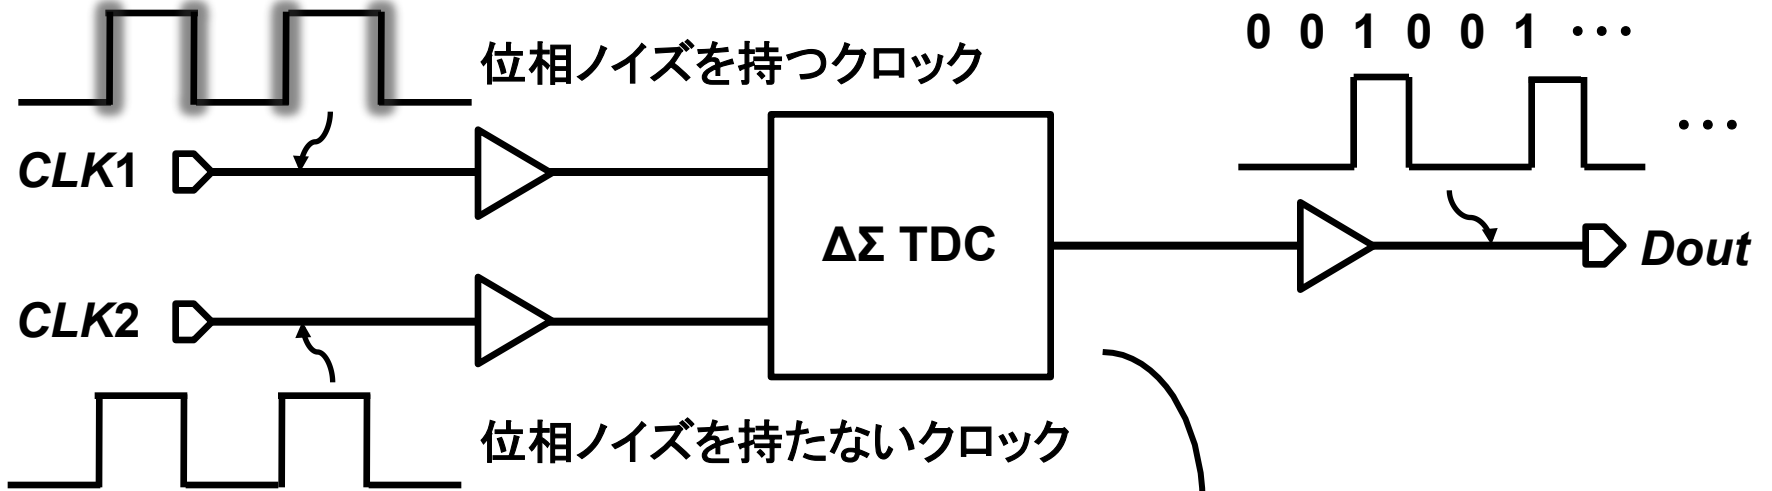 位相ノイズを持つクロック
0 0 1 0 0 1 ･･･
･･･
CLK1
ΔΣ TDC
Dout
CLK2
位相ノイズを持たないクロック